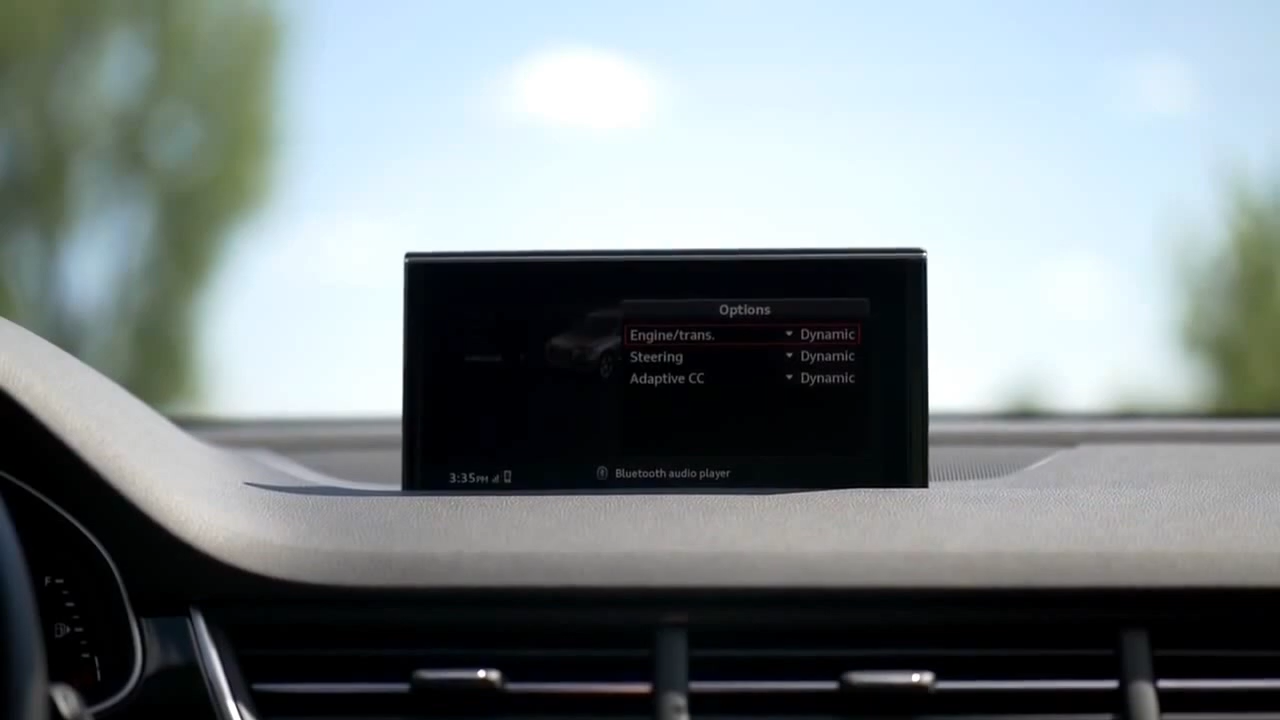 Options
Engine/trans. Dynamic
Steering Dynamic
Adaptive CC Dynamic
3:35PM Bluetooth audio player
F